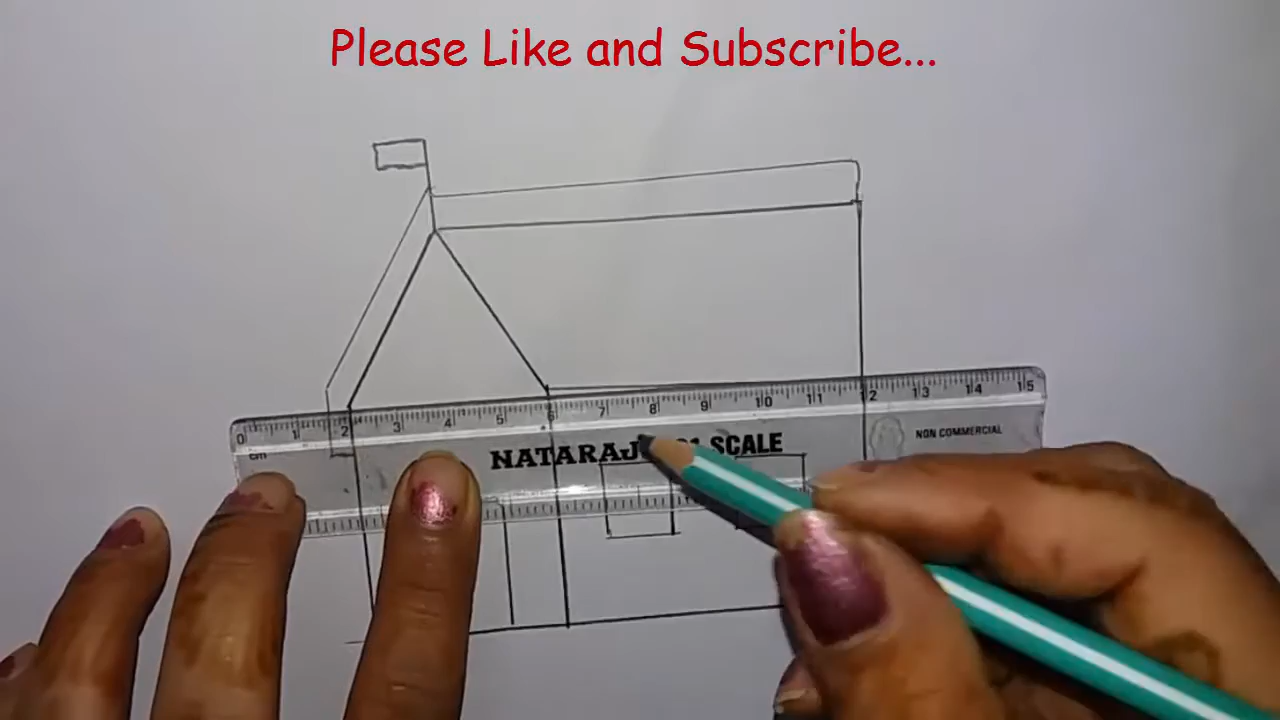 Please Like and Subscribe...
0 1 2 3 4 5 6 7 8 9 10 11 12 13 14 15
cm
NATARAJ SCALE
NON COMMERCIAL